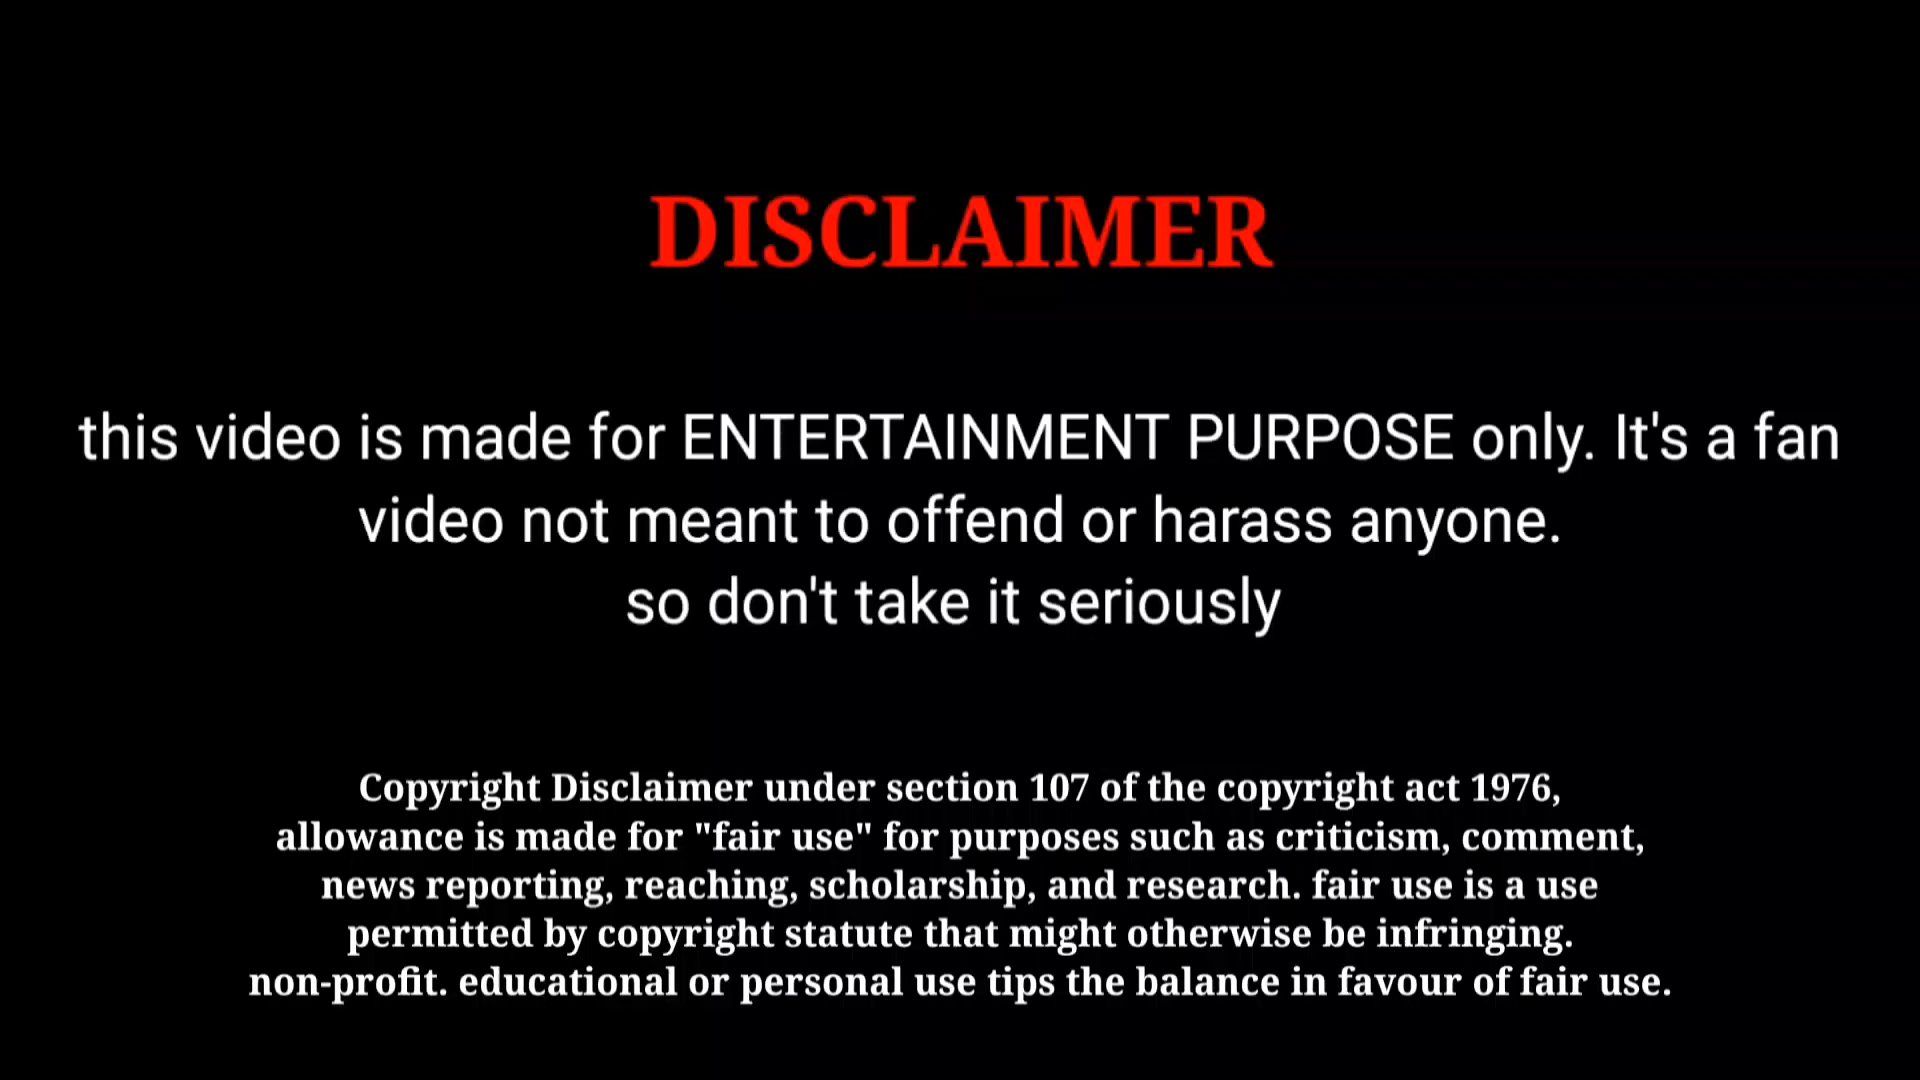 DISCLAIMER
this video is made for ENTERTAINMENT PURPOSE only. It's a fan
video not meant to offend or harass anyone.
so don't take it seriously
Copyright Disclaimer under section 107 of the copyright act 1976,
allowance is made for "fair use" for purposes such as criticism, comment,
news reporting, reaching, scholarship, and research. fair use is a use
permitted by copyright statute that might otherwise be infringing.
non-profit. educational or personal use tips the balance in favour of fair use.